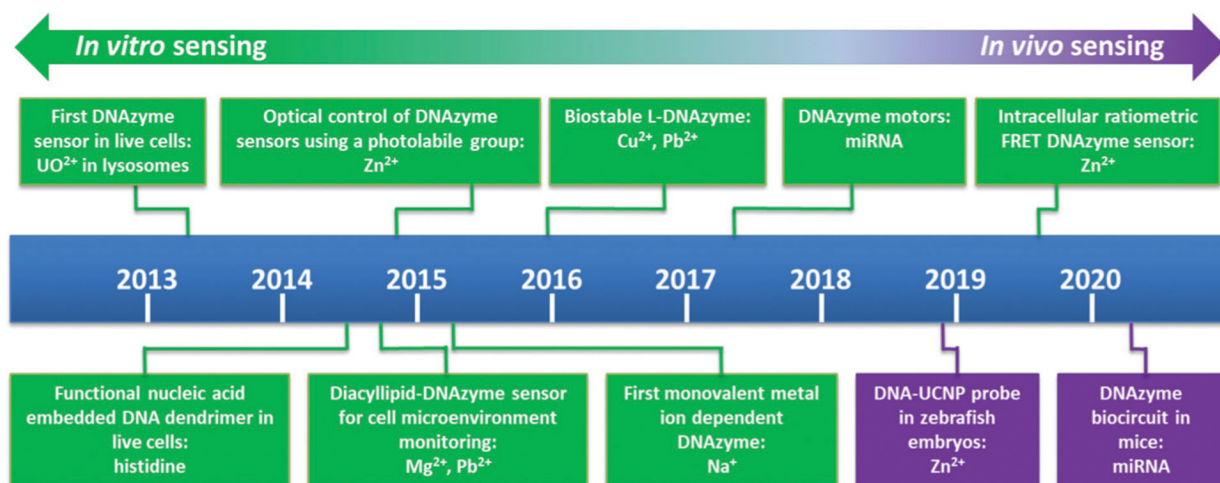 In vitro sensing
In vivo sensing
First DNAzyme
sensor in live cells:
UO²⁺ in lysosomes
Optical control of DNAzyme
sensors using a photolabile group:
Zn²⁺
Biostable L-DNAzyme:
Cu²⁺, Pb²⁺
DNAzyme motors:
miRNA
Intracellular ratiometric
FRET DNAzyme sensor:
Zn²⁺
2013 2014 2015 2016 2017 2018 2019 2020
Functional nucleic acid
embedded DNA dendrimer in
live cells:
histidine
Diacyllipid-DNAzyme sensor
for cell microenvironment
monitoring:
Mg²⁺, Pb²⁺
First monovalent metal
ion dependent
DNAzyme:
Na⁺
DNA-UCNP probe
in zebrafish
embryos:
Zn²⁺
DNAzyme
biocircuit in
mice:
miRNA